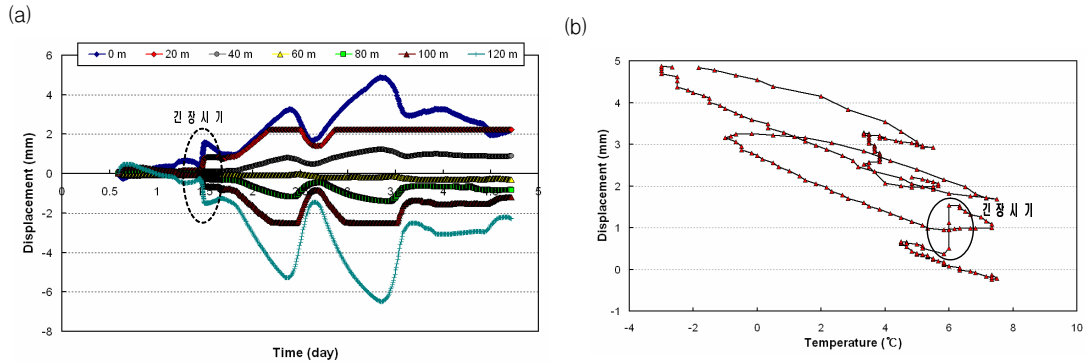 (a)
6
4
2
0
-2
-4
-6
-8
Displacement (mm)
0 m 20 m 40 m 60 m 80 m 100 m 120 m
긴 장 시 기
0 0.5 1 1.5 2 2.5 3 3.5 4 4.5 5
Time (day)
(b)
5
4
3
2
1
0
-1
Displacement (mm)
긴장시기
-4 -2 0 2 4 6 8 10
Temperature (℃)